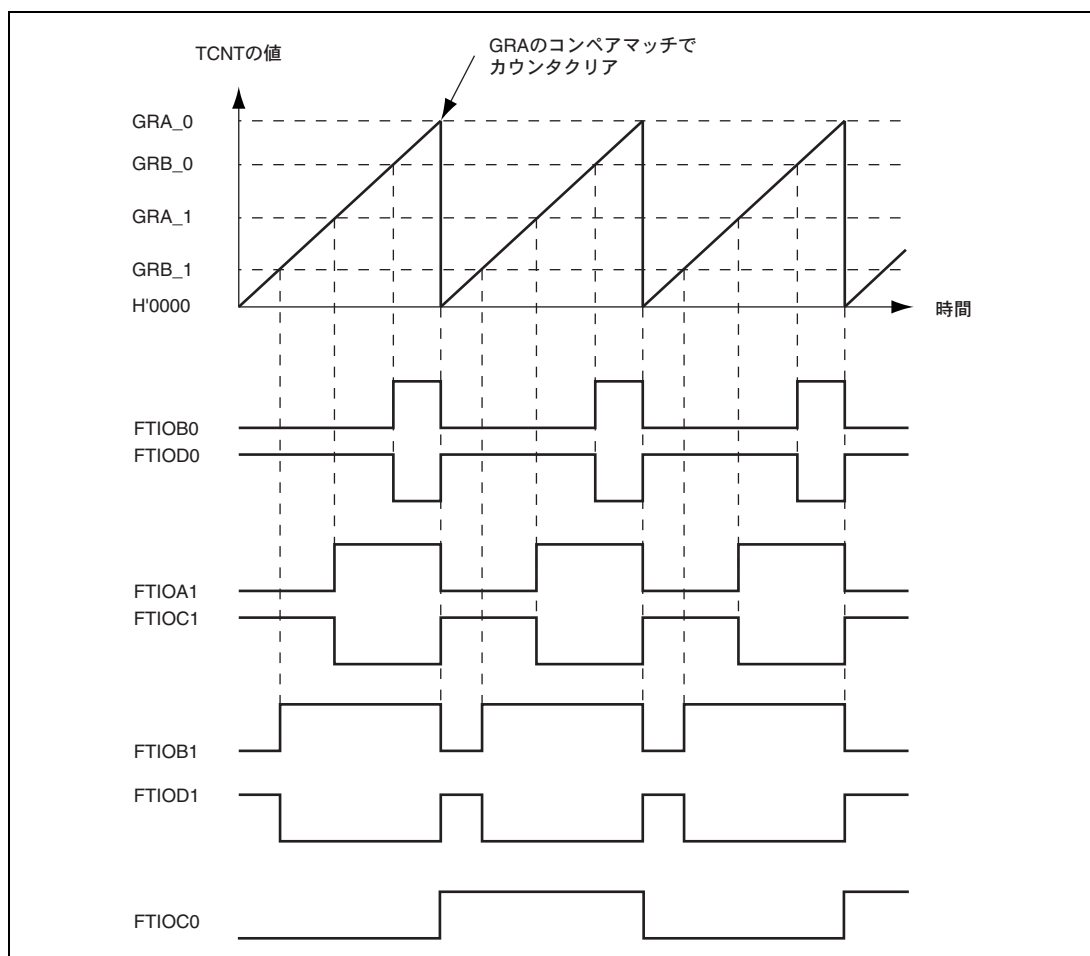 TCNTの値
GRAのコンペアマッチで
カウンタクリア
GRA_0
GRB_0
GRA_1
GRB_1
H'0000
時間
FTIOB0
FTIOD0
FTIOA1
FTIOC1
FTIOB1
FTIOD1
FTIOC0